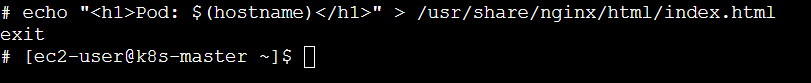 # echo "<h1>Pod: $(hostname)</h1>" > /usr/share/nginx/html/index.html
exit
# [ec2-user@k8s-master ~]$